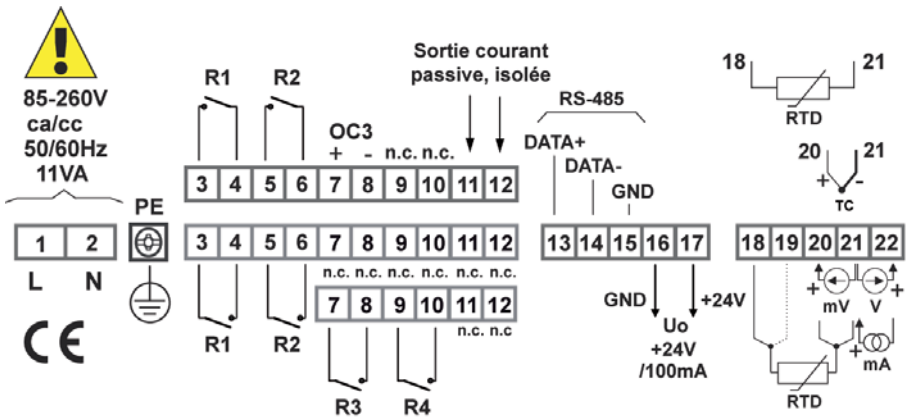 85-260V
ca/cc
50/60Hz
11VA
R1 R2
Sortie courant
passive, isolée
OC3
+ - n.c. n.c.
3 4 5 6 7 8 9 10 11 12
PE
1 2
L N
CE
3 4 5 6 7 8 9 10 11 12
n.c. n.c. n.c. n.c. n.c. n.c.
7 8 9 10 11 12
n.c. n.c
R1 R2
R3 R4
RS-485
DATA+
DATA-
GND
13 14 15 16 17
GND +24V
Uo
+24V
/100mA
18 21
RTD
20 21
+ -
TC
18 19 20 21 22
+ +
mV V
+
mA
RTD